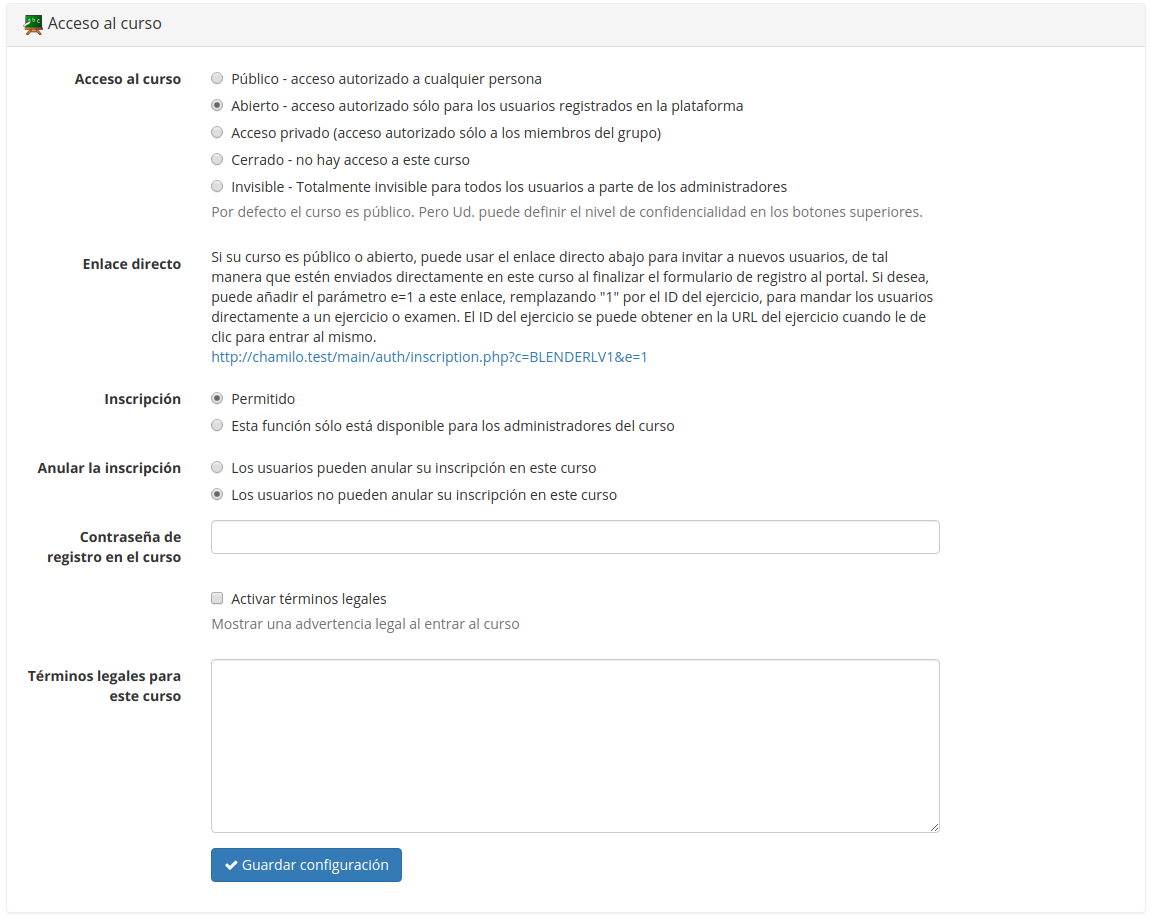 Acceso al curso
Acceso al curso
Público - acceso autorizado a cualquier persona
Abierto - acceso autorizado sólo para los usuarios registrados en la plataforma
Acceso privado (acceso autorizado sólo a los miembros del grupo)
Cerrado - no hay acceso a este curso
Invisible - Totalmente invisible para todos los usuarios a parte de los administradores
Por defecto el curso es público. Pero Ud. puede definir el nivel de confidencialidad en los botones superiores.
Enlace directo
Si su curso es público o abierto, puede usar el enlace directo abajo para invitar a nuevos usuarios, de tal
manera que estén enviados directamente en este curso al finalizar el formulario de registro al portal. Si desea,
puede añadir el parámetro e=1 a este enlace, remplazando "1" por el ID del ejercicio, para mandar los usuarios
directamente a un ejercicio o examen. El ID del ejercicio se puede obtener en la URL del ejercicio cuando le de
clic para entrar al mismo.
http://chamilo.test/main/auth/inscription.php?c=BLENDERLV1&e=1
Inscripción
Permitido
Esta función sólo está disponible para los administradores del curso
Anular la inscripción
Los usuarios pueden anular su inscripción en este curso
Los usuarios no pueden anular su inscripción en este curso
Contraseña de
registro en el curso
Activar términos legales
Mostrar una advertencia legal al entrar al curso
Términos legales para
este curso
Guardar configuración